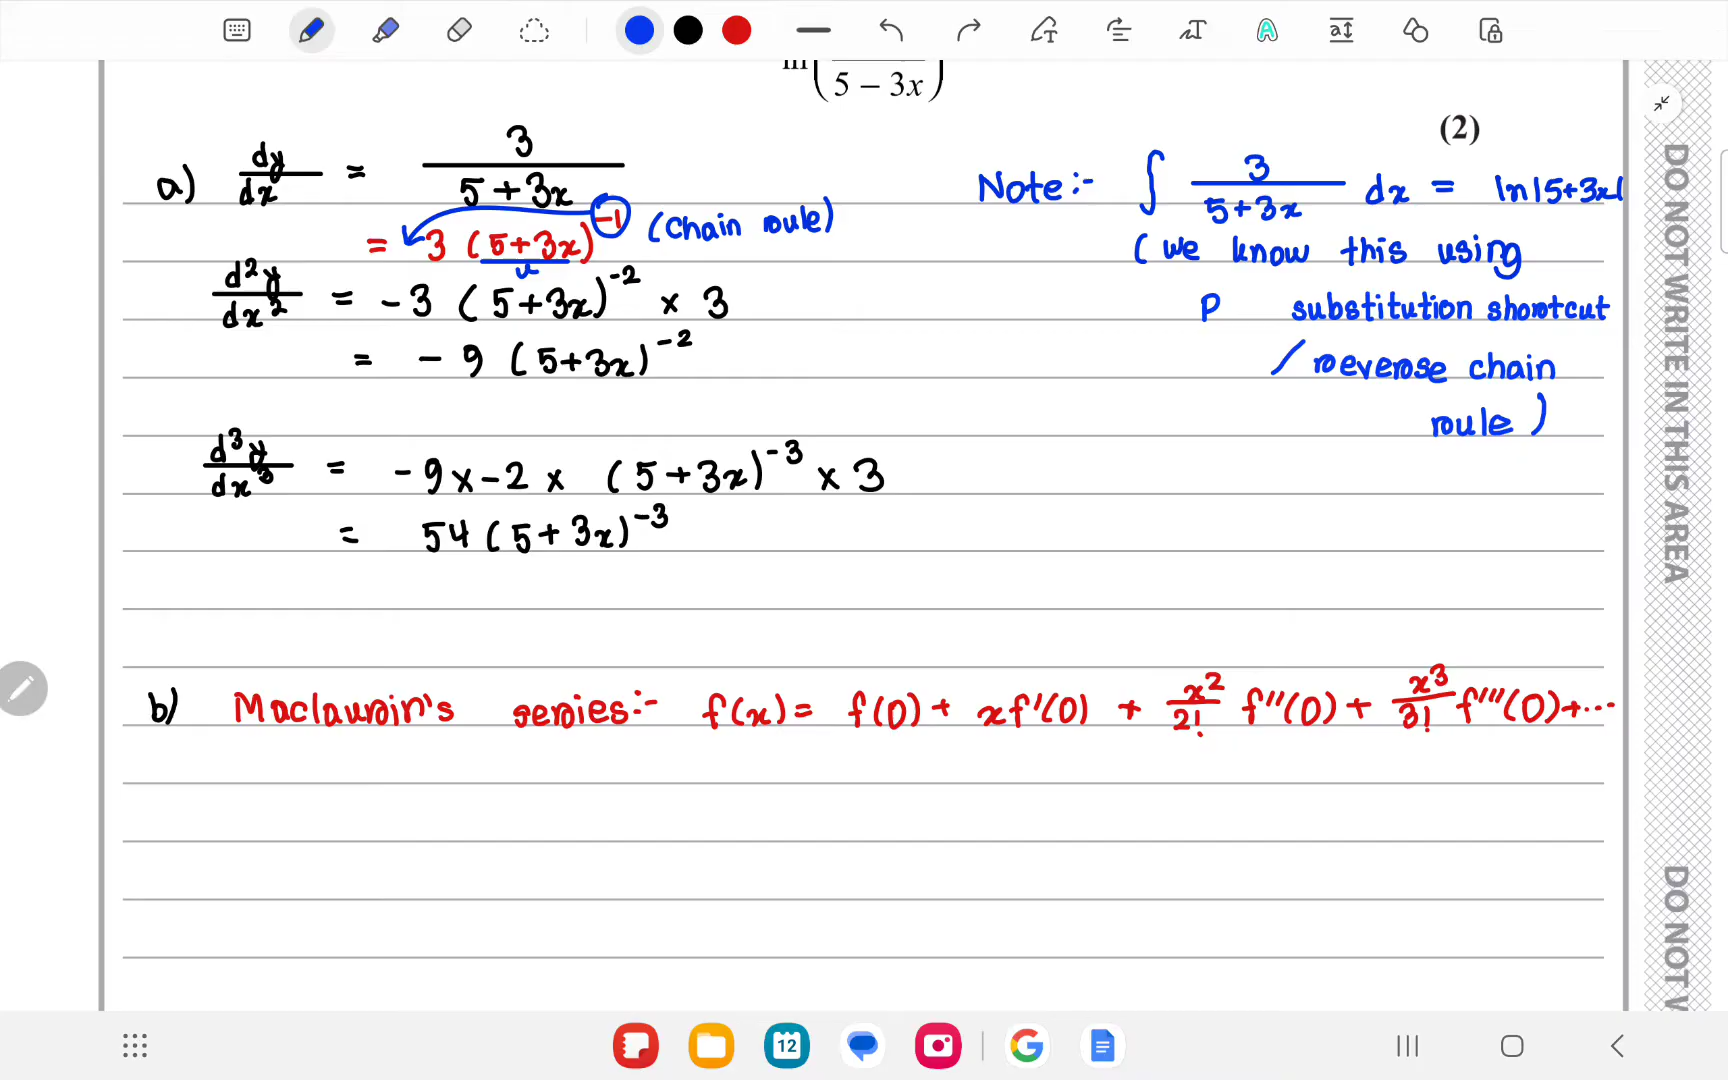 ln( / 5 − 3x)
(2)
a) dy/dx = 3/(5+3x)
= 3 (5+3x)^-1 (Chain rule)
u
d²y/dx² = -3 (5+3x)^-2 × 3
= -9 (5+3x)^-2
d³y/dx³ = -9×-2 × (5+3x)^-3 × 3
= 54 (5+3x)^-3
Note:- ∫ 3/(5+3x) dx = ln|5+3x|
(we know this using
P substitution shortcut
/ reverse chain
rule)
b) Maclaurin's series:- f(x) = f(0) + xf'(0) + x²/2! f''(0) + x³/3! f'''(0)+...
DO NOT WRITE IN THIS AREA
DO NOT W
12